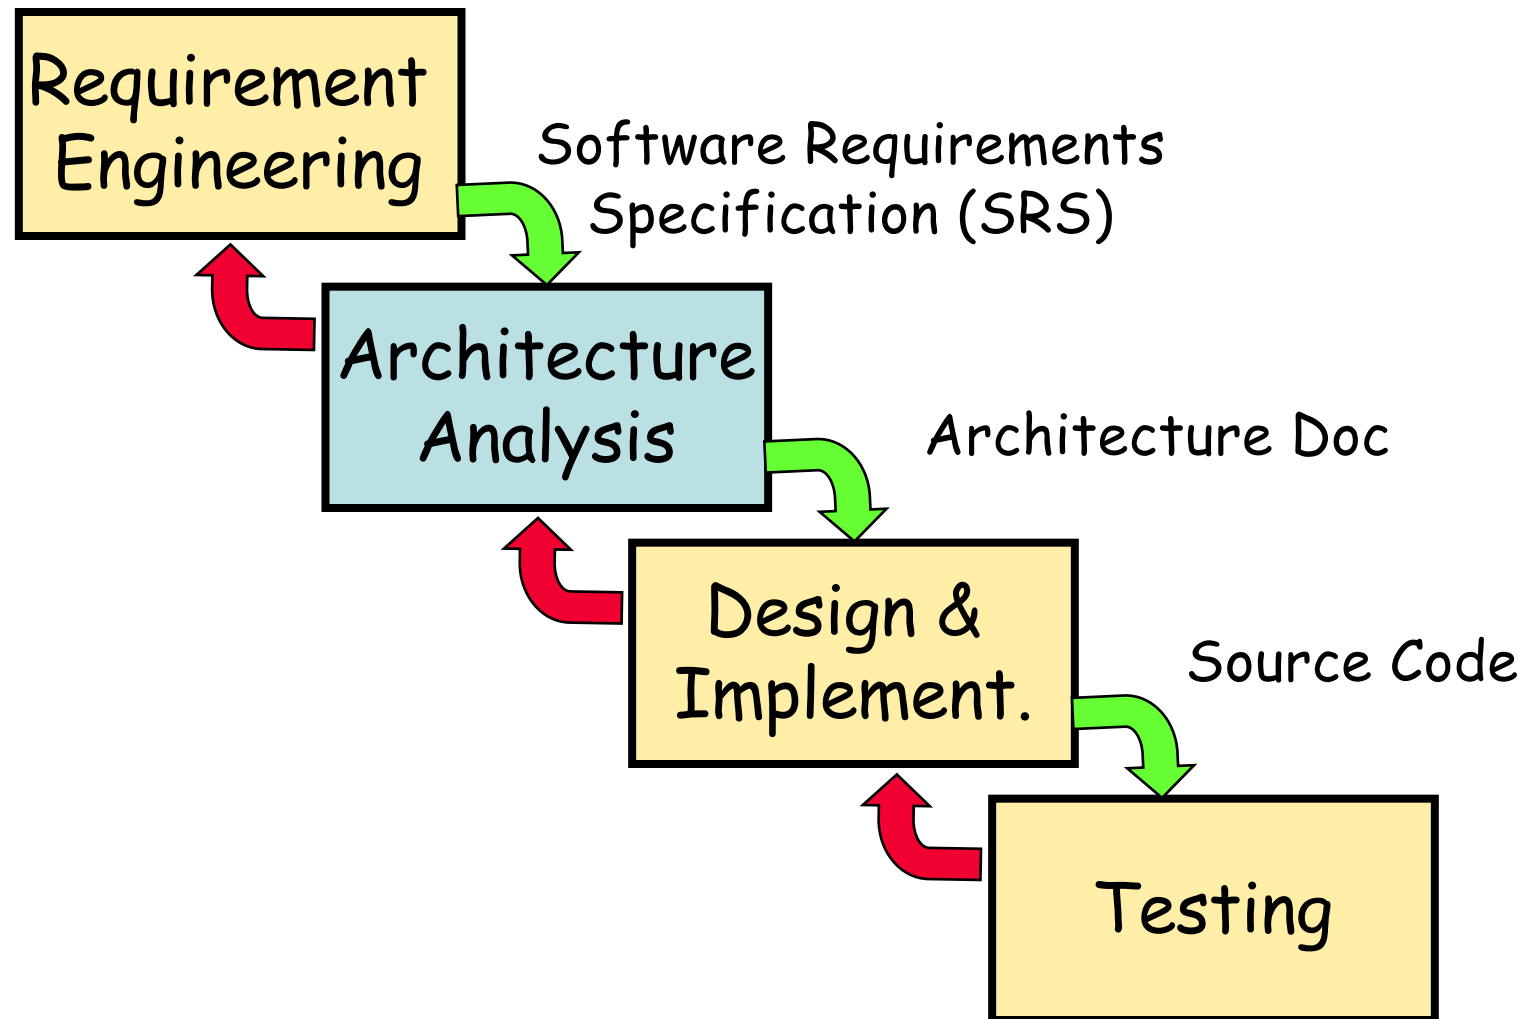 Requirement
Engineering
Software Requirements
Specification (SRS)
Architecture
Analysis
Architecture Doc
Design &
Implement.
Source Code
Testing